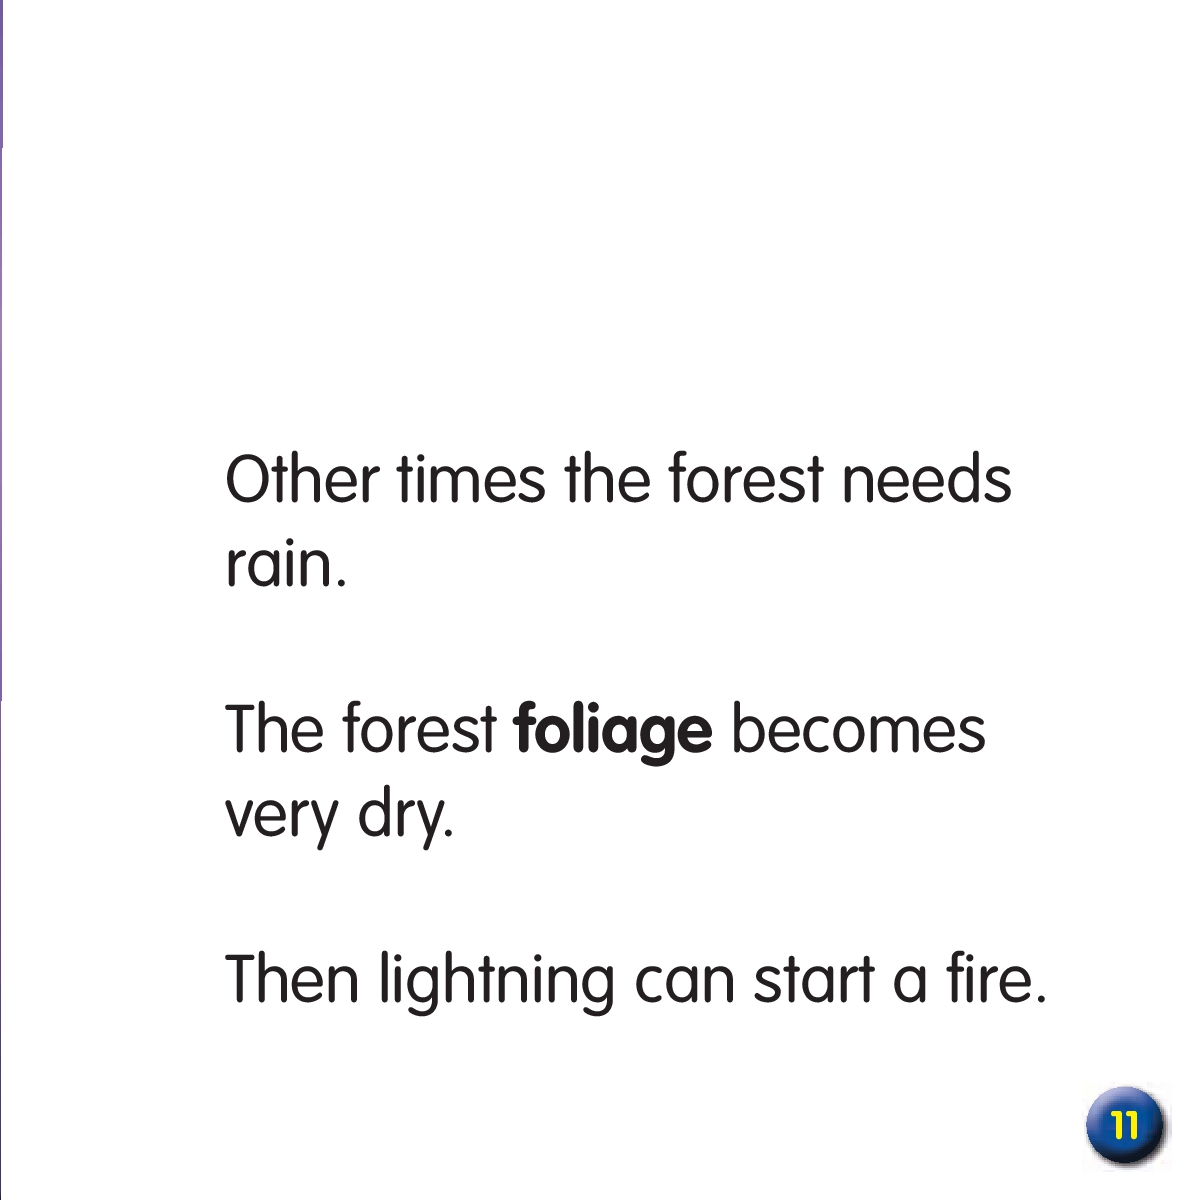 Other times the forest needs
rain.
The forest foliage becomes
very dry.
Then lightning can start a fire.
11